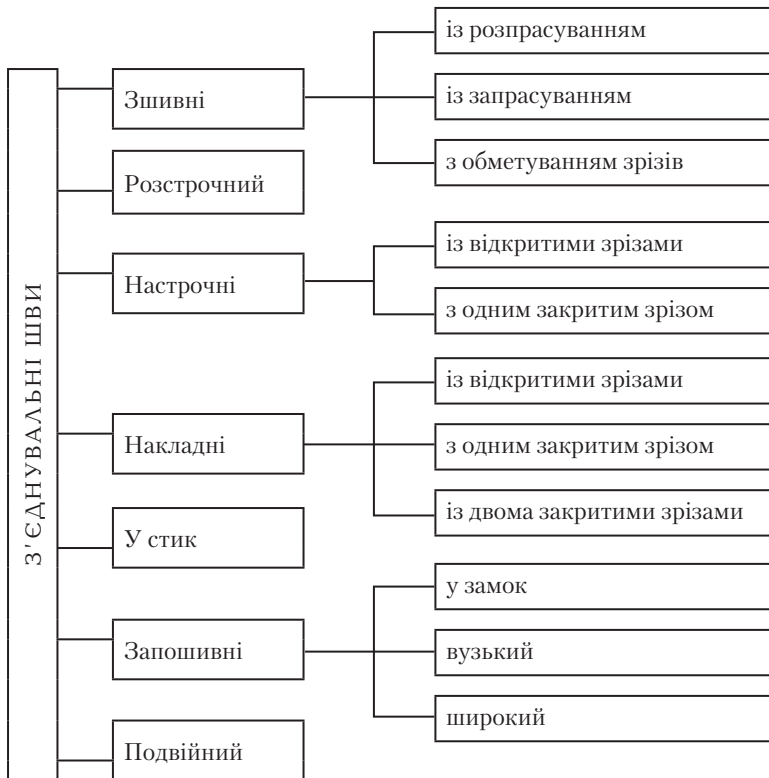 З'ЄДНУВАЛЬНІ ШВИ
Зшивні
із розпрасуванням
із запрасуванням
з обметуванням зрізів
Розстрочний
Настрочні
із відкритими зрізами
з одним закритим зрізом
Накладні
із відкритими зрізами
з одним закритим зрізом
із двома закритими зрізами
У стик
Запошивні
у замок
вузький
широкий
Подвійний